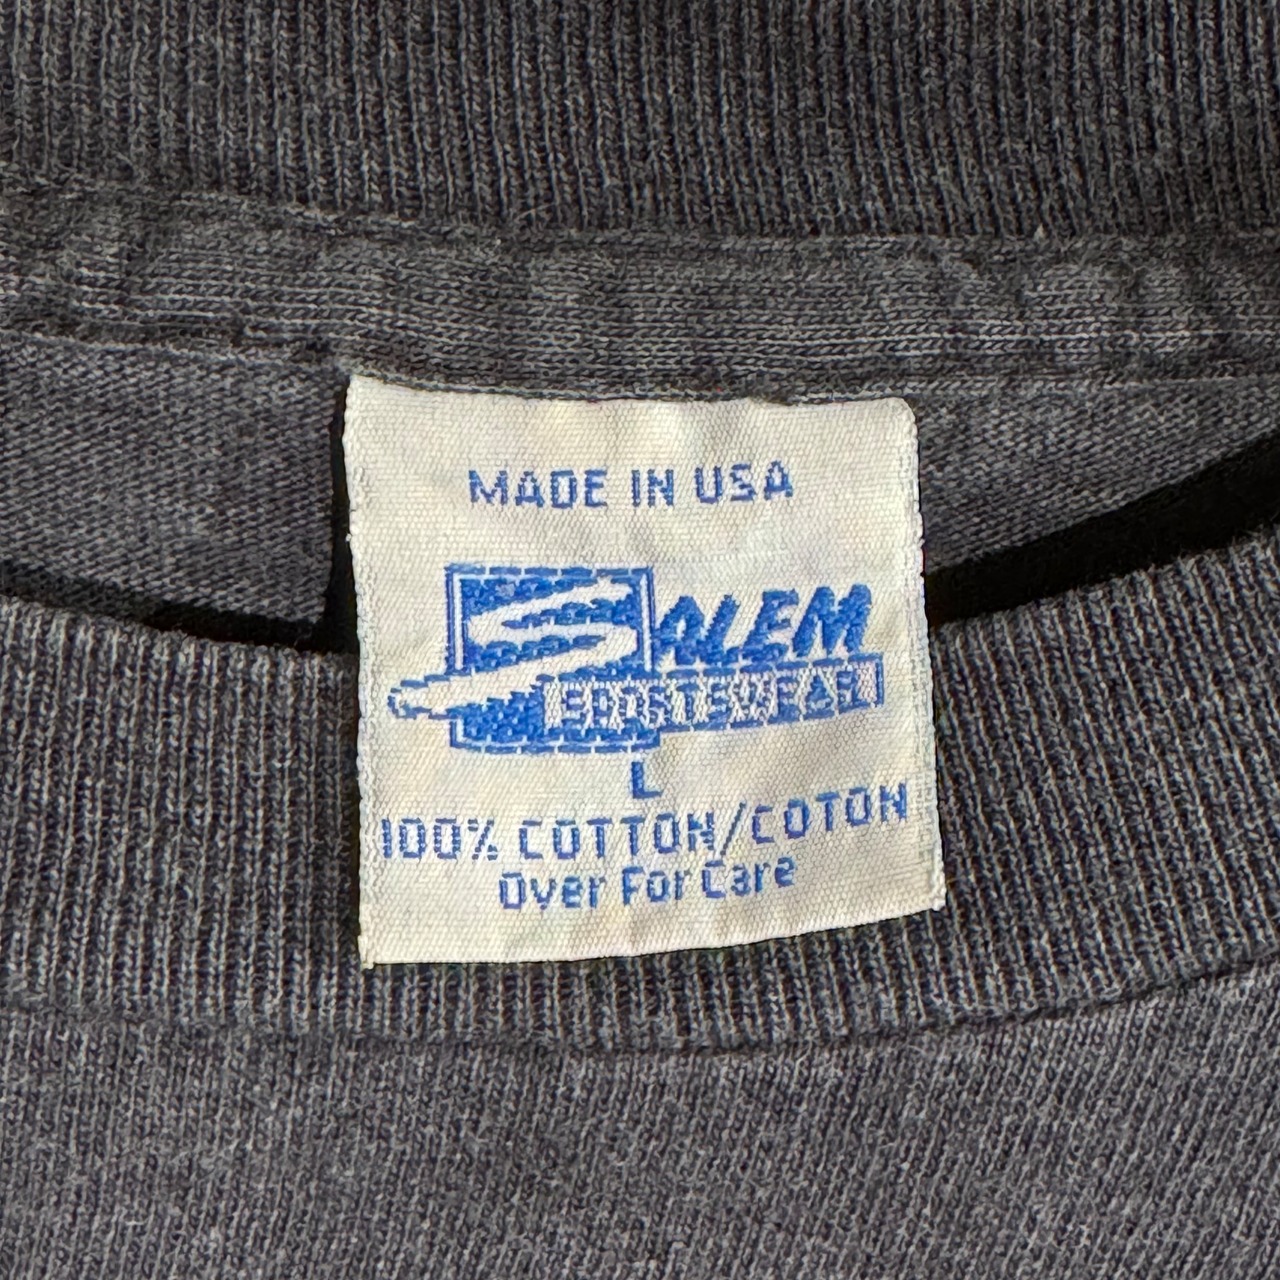 MADE IN USA
SALEM
SPORTSWEAR
L
100% COTTON/COTON
Over For Care